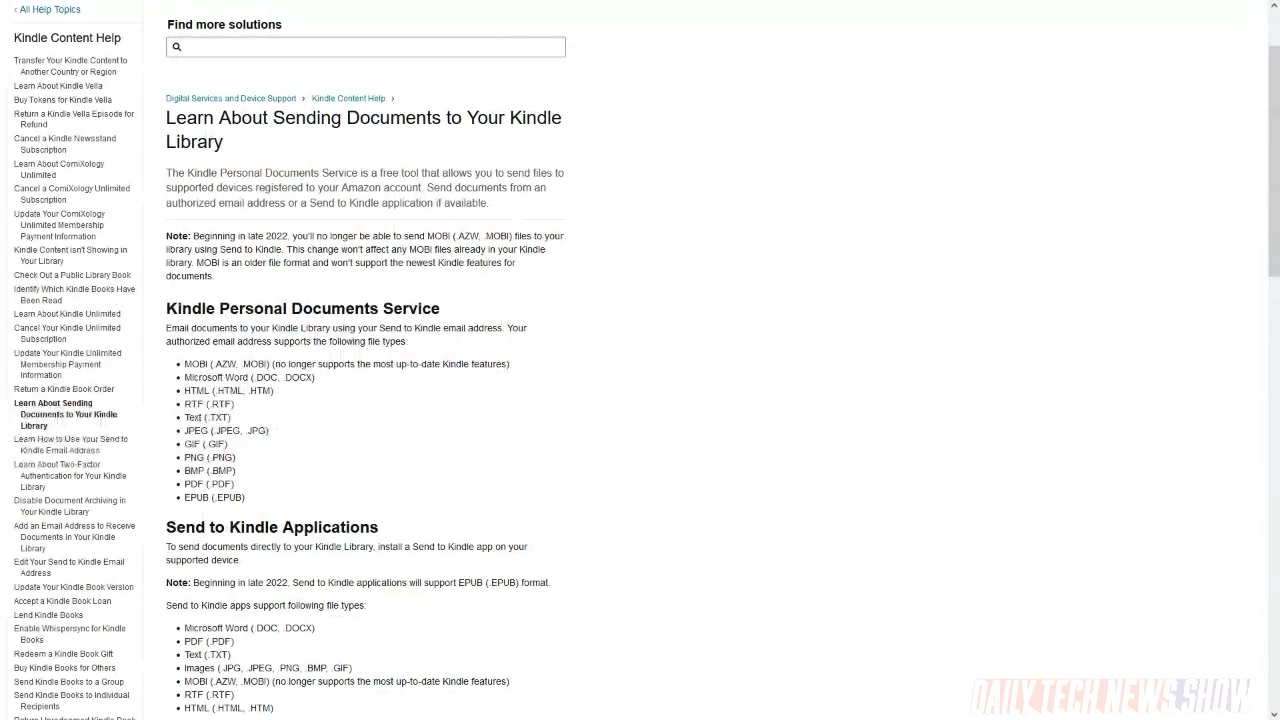 ‹ All Help Topics
Kindle Content Help
Transfer Your Kindle Content to
Another Country or Region
Learn About Kindle Vella
Buy Tokens for Kindle Vella
Return a Kindle Vella Episode for
Refund
Cancel a Kindle Newsstand
Subscription
Learn About ComiXology
Unlimited
Cancel a ComiXology Unlimited
Subscription
Update Your ComiXology
Unlimited Membership
Payment Information
Kindle Content isn't Showing in
Your Library
Check Out a Public Library Book
Identify Which Kindle Books Have
Been Read
Learn About Kindle Unlimited
Cancel Your Kindle Unlimited
Subscription
Update Your Kindle Unlimited
Membership Payment
Information
Return a Kindle Book Order
Learn About Sending
Documents to Your Kindle
Library
Learn How to Use Your Send to
Kindle Email Address
Learn About Two-Factor
Authentication for Your Kindle
Library
Disable Document Archiving in
Your Kindle Library
Add an Email Address to Receive
Documents in Your Kindle
Library
Edit Your Send to Kindle Email
Address
Update Your Kindle Book Version
Accept a Kindle Book Loan
Lend Kindle Books
Enable Whispersync for Kindle
Books
Redeem a Kindle Book Gift
Buy Kindle Books for Others
Send Kindle Books to a Group
Send Kindle Books to Individual
Recipients
Return Unredeemed Kindle Book
Find more solutions
Digital Services and Device Support › Kindle Content Help ›
Learn About Sending Documents to Your Kindle
Library
The Kindle Personal Documents Service is a free tool that allows you to send files to
supported devices registered to your Amazon account. Send documents from an
authorized email address or a Send to Kindle application if available.
Note: Beginning in late 2022, you'll no longer be able to send MOBI (.AZW, .MOBI) files to your
library using Send to Kindle. This change won't affect any MOBI files already in your Kindle
library. MOBI is an older file format and won't support the newest Kindle features for
documents.
Kindle Personal Documents Service
Email documents to your Kindle Library using your Send to Kindle email address. Your
authorized email address supports the following file types:
• MOBI (.AZW, .MOBI) (no longer supports the most up-to-date Kindle features)
• Microsoft Word (.DOC, .DOCX)
• HTML (.HTML, .HTM)
• RTF (.RTF)
• Text (.TXT)
• JPEG (.JPEG, .JPG)
• GIF (.GIF)
• PNG (.PNG)
• BMP (.BMP)
• PDF (.PDF)
• EPUB (.EPUB)
Send to Kindle Applications
To send documents directly to your Kindle Library, install a Send to Kindle app on your
supported device.
Note: Beginning in late 2022, Send to Kindle applications will support EPUB (.EPUB) format.
Send to Kindle apps support following file types:
• Microsoft Word (.DOC, .DOCX)
• PDF (.PDF)
• Text (.TXT)
• Images (.JPG, .JPEG, .PNG, .BMP, .GIF)
• MOBI (.AZW, .MOBI) (no longer supports the most up-to-date Kindle features)
• RTF (.RTF)
• HTML (.HTML, .HTM)
DAILY TECH NEWS SHOW